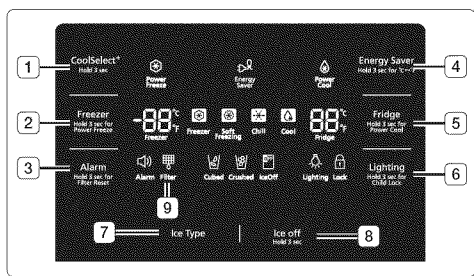 1
CoolSelect+
Hold 3 sec
Power
Freeze
Energy
Saver
Power
Cool
Energy Saver
Hold 3 sec for °C↔°F
4
2
Freezer
Hold 3 sec for
Power Freeze
-88 °C °F
Freezer
Freezer
Soft
Freezing
Chill
Cool
88 °C °F
Fridge
Fridge
Hold 3 sec for
Power Cool
5
3
Alarm
Hold 3 sec for
Filter Reset
Alarm
Filter
Cubed
Crushed
IceOff
Lighting
Lock
Lighting
Hold 3 sec for
Child Lock
6
9
7
Ice Type
Ice off
Hold 3 sec
8